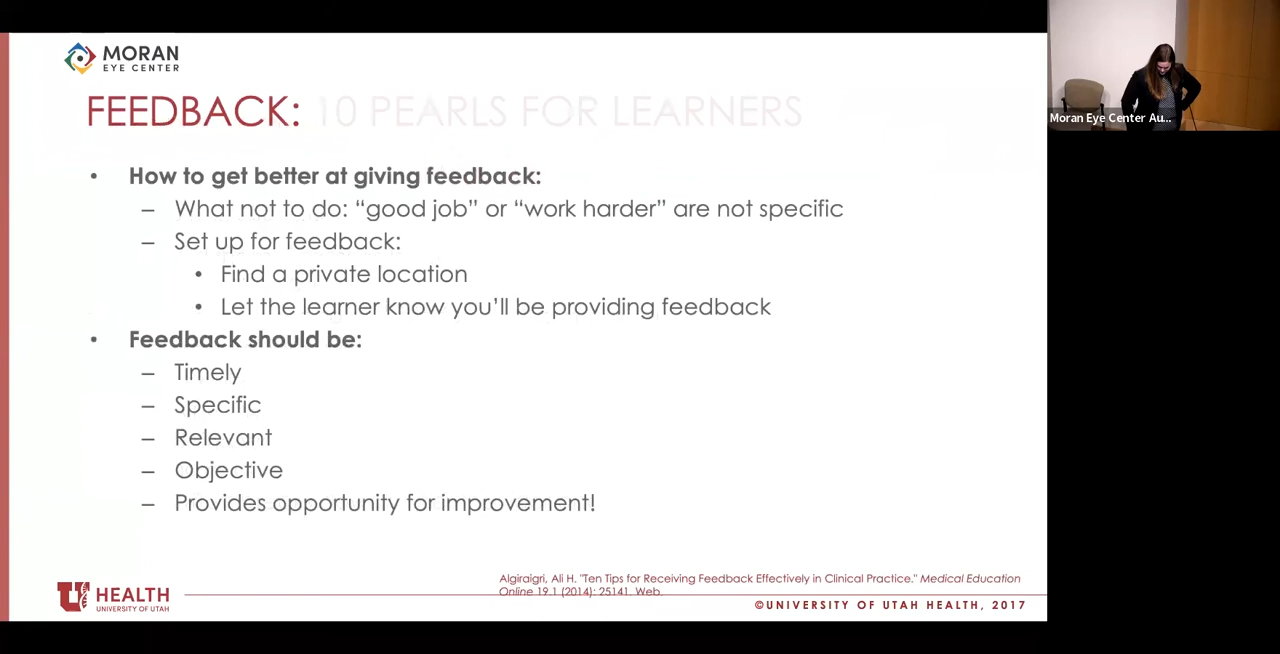 MORAN
EYE CENTER
FEEDBACK: 10 PEARLS FOR LEARNERS
• How to get better at giving feedback:
– What not to do: “good job” or “work harder” are not specific
– Set up for feedback:
• Find a private location
• Let the learner know you’ll be providing feedback
• Feedback should be:
– Timely
– Specific
– Relevant
– Objective
– Provides opportunity for improvement!
Algiraigri, Ali H. "Ten Tips for Receiving Feedback Effectively in Clinical Practice." Medical Education
Online 19.1 (2014): 25141. Web.
U HEALTH
UNIVERSITY OF UTAH
©UNIVERSITY OF UTAH HEALTH, 2017
Moran Eye Center Au...